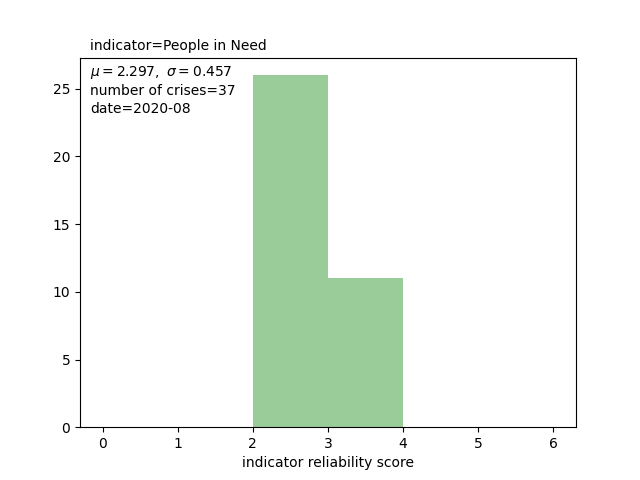 indicator=People in Need
μ = 2.297, σ = 0.457
number of crises=37
date=2020-08
25
20
15
10
5
0
0 1 2 3 4 5 6
indicator reliability score